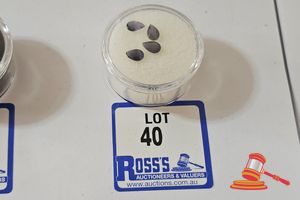 LOT
40
ROSS'S
AUCTIONEERS & VALUERS
www.auctions.com.au